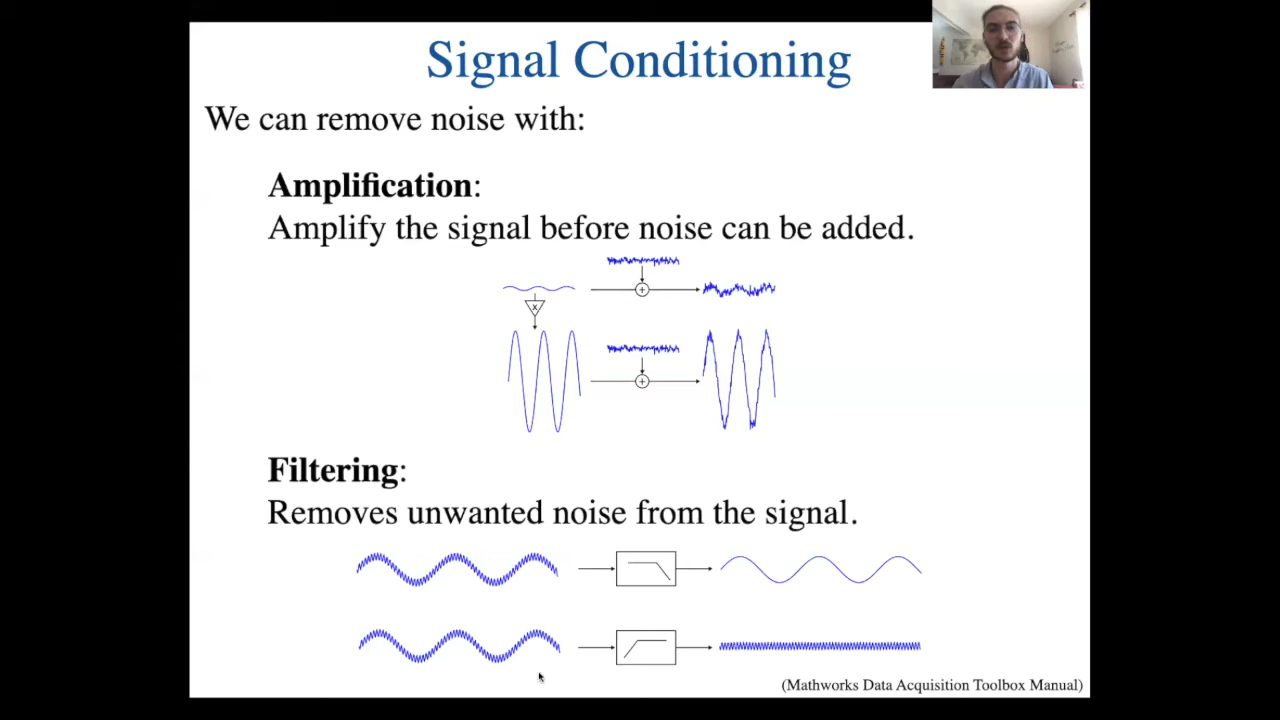 Signal Conditioning
We can remove noise with:
Amplification:
Amplify the signal before noise can be added.
+
x
+
Filtering:
Removes unwanted noise from the signal.
(Mathworks Data Acquisition Toolbox Manual)